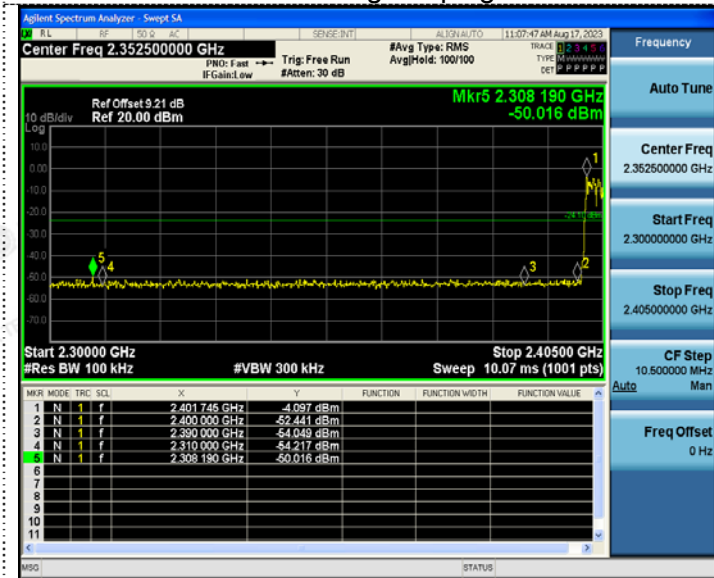 Agilent Spectrum Analyzer - Swept SA
RL RF 50 Ω AC SENSE:INT ALIGN AUTO 11:07:47 AM Aug 17, 2023
Center Freq 2.352500000 GHz
PNO: Fast
IFGain:Low
Trig: Free Run
#Atten: 30 dB
#Avg Type: RMS
Avg|Hold: 100/100
TRACE 1 2 3 4 5 6
TYPE M
DET P P P P P P
Ref Offset 9.21 dB
Ref 20.00 dBm
Mkr5 2.308 190 GHz
-50.016 dBm
10 dB/div
Log
10.0
0.00
-10.0
-20.0
-30.0
-40.0
-50.0
-60.0
-70.0
1
2
3
4
5
Start 2.30000 GHz Stop 2.40500 GHz
#Res BW 100 kHz #VBW 300 kHz Sweep 10.07 ms (1001 pts)
MKR MODE TRC SCL X Y FUNCTION FUNCTION WIDTH FUNCTION VALUE
1 N 1 f 2.401 745 GHz -4.097 dBm
2 N 1 f 2.400 000 GHz -52.441 dBm
3 N 1 f 2.390 000 GHz -54.049 dBm
4 N 1 f 2.310 000 GHz -54.217 dBm
5 N 1 f 2.308 190 GHz -50.016 dBm
6
7
8
9
10
11
MSG STATUS
Frequency
Auto Tune
Center Freq
2.352500000 GHz
Start Freq
2.300000000 GHz
Stop Freq
2.405000000 GHz
CF Step
10.500000 MHz
Auto Man
Freq Offset
0 Hz